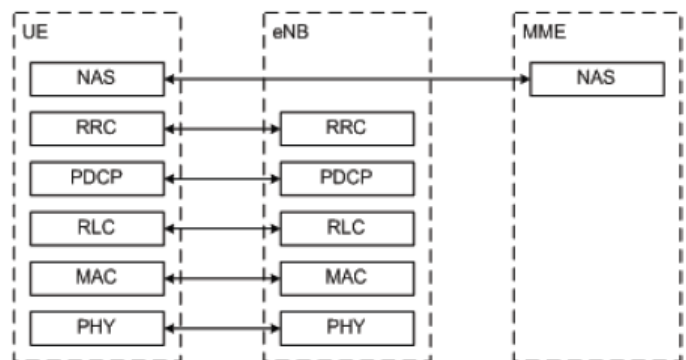 UE eNB MME
NAS NAS
RRC RRC
PDCP PDCP
RLC RLC
MAC MAC
PHY PHY